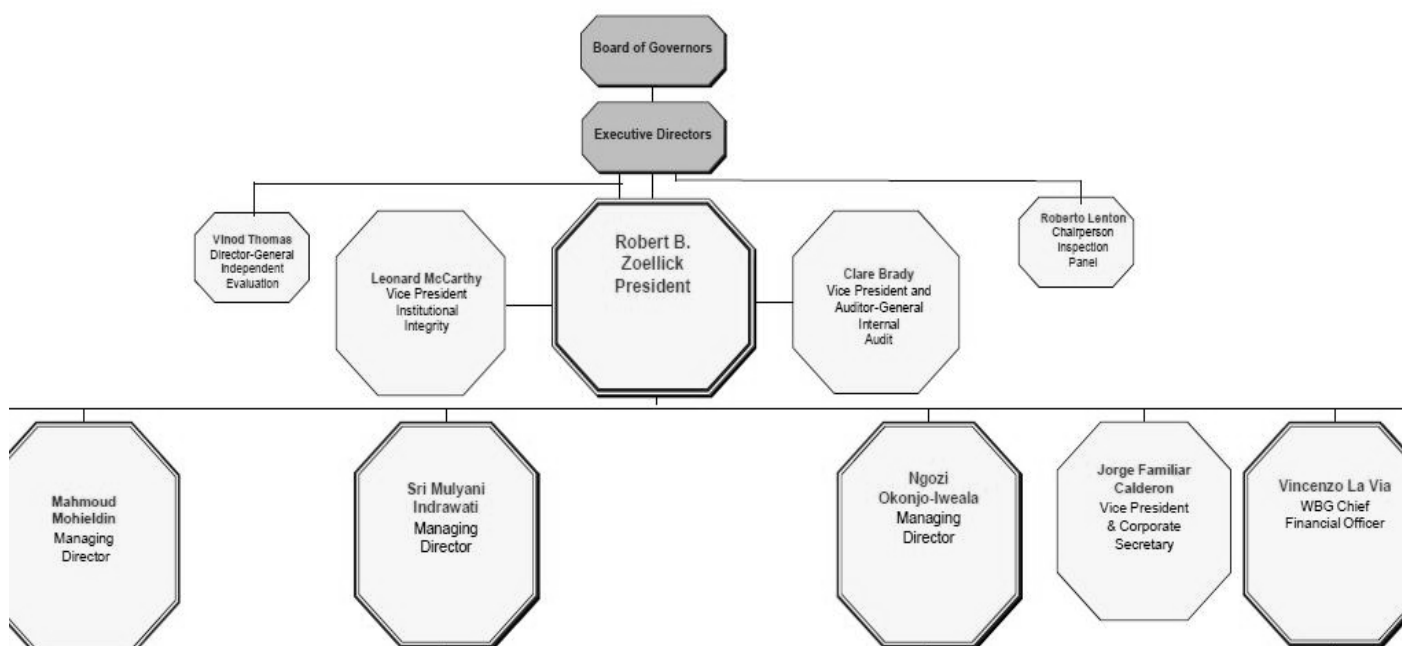 Board of Governors
Executive Directors
Vinod Thomas
Director-General
Independent
Evaluation
Leonard McCarthy
Vice President
Institutional
Integrity
Robert B.
Zoellick
President
Clare Brady
Vice President and
Auditor-General
Internal
Audit
Roberto Lenton
Chairperson
Inspection
Panel
Mahmoud
Mohieldin
Managing
Director
Sri Mulyani
Indrawati
Managing
Director
Ngozi
Okonjo-Iweala
Managing
Director
Jorge Familiar
Calderon
Vice President
& Corporate
Secretary
Vincenzo La Via
WBG Chief
Financial Officer